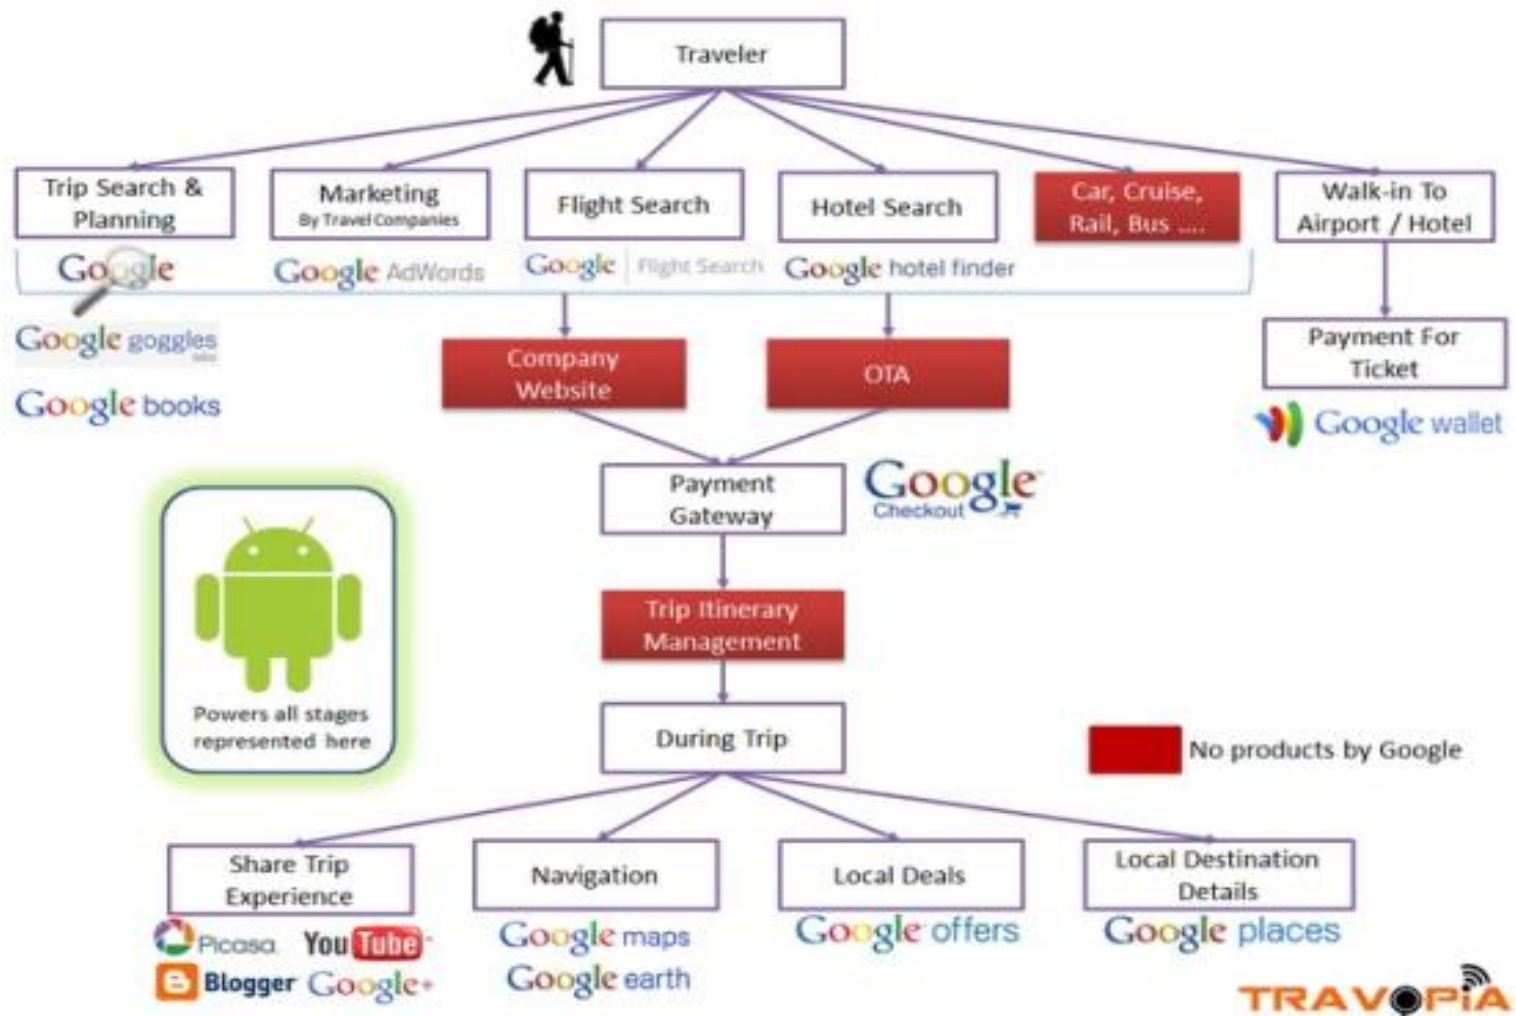 Traveler
Trip Search &
Planning
Marketing
By Travel Companies
Flight Search
Hotel Search
Car, Cruise,
Rail, Bus ....
Walk-in To
Airport / Hotel
Google
Google AdWords
Google Flight Search
Google hotel finder
Google goggles
labs
Google books
Company
Website
OTA
Payment For
Ticket
Google wallet
Payment
Gateway
Google
Checkout
Trip Itinerary
Management
Powers all stages
represented here
During Trip
No products by Google
Share Trip
Experience
Navigation
Local Deals
Local Destination
Details
Picasa YouTube
Blogger Google+
Google maps
Google earth
Google offers
Google places
TRAVOPiA